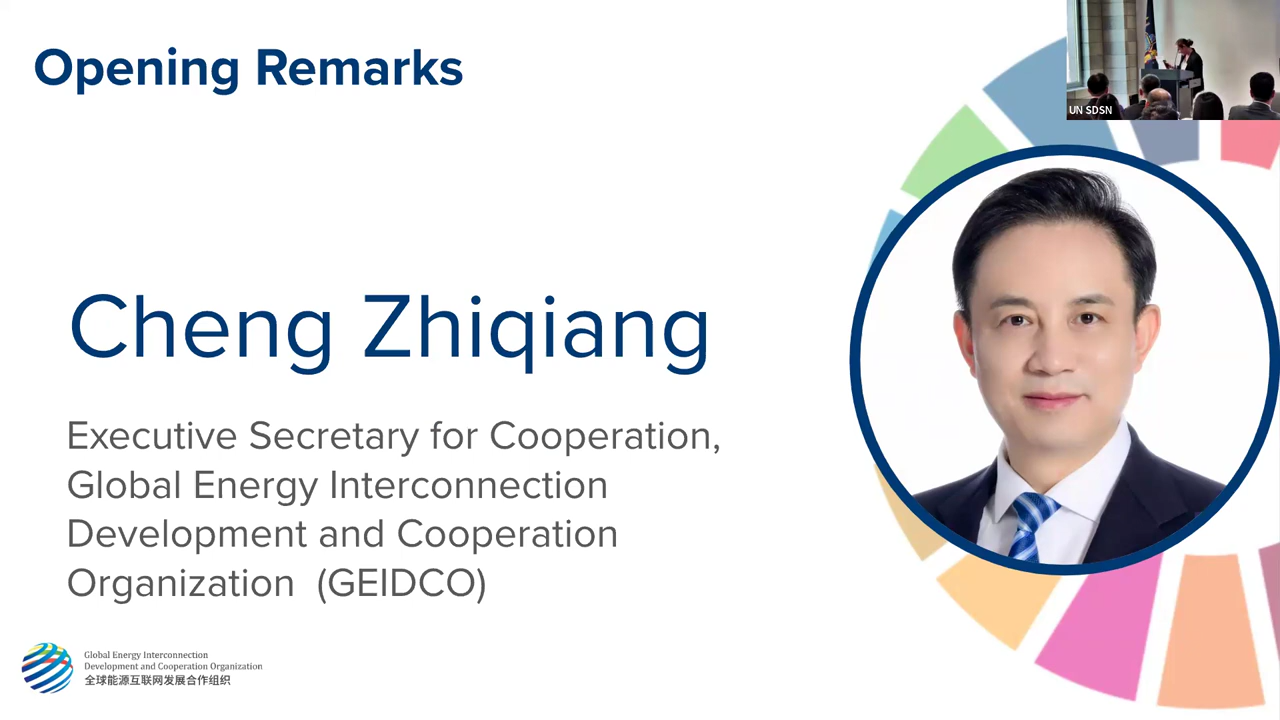 Opening Remarks
UN SDSN
Cheng Zhiqiang
Executive Secretary for Cooperation,
Global Energy Interconnection
Development and Cooperation
Organization (GEIDCO)
Global Energy Interconnection
Development and Cooperation Organization
全球能源互联网发展合作组织